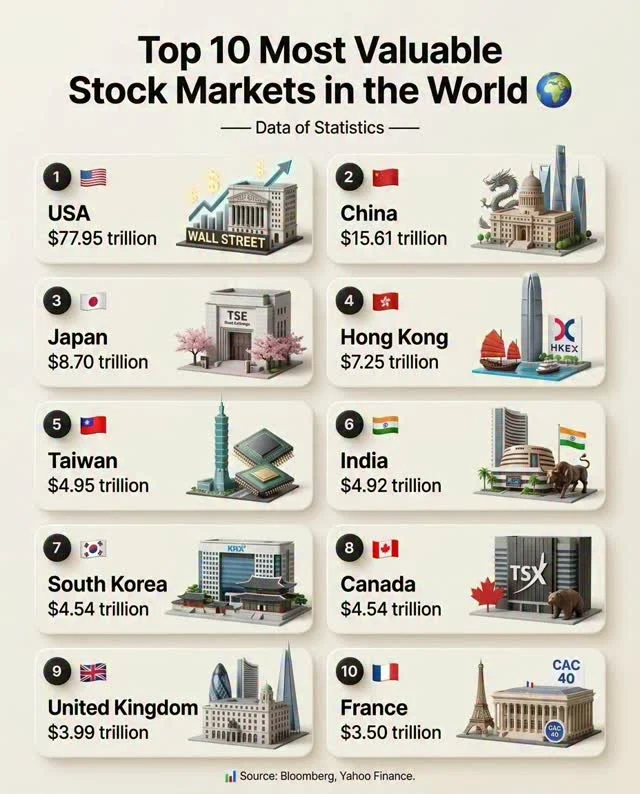 Top 10 Most Valuable
Stock Markets in the World
Data of Statistics
1
USA
$77.95 trillion
WALL STREET
2
China
$15.61 trillion
3
Japan
$8.70 trillion
TSE
4
Hong Kong
$7.25 trillion
HKEX
5
Taiwan
$4.95 trillion
6
India
$4.92 trillion
7
South Korea
$4.54 trillion
KRX
8
Canada
$4.54 trillion
TSX
9
United Kingdom
$3.99 trillion
10
France
$3.50 trillion
CAC
40
CAC
40
Source: Bloomberg, Yahoo Finance.